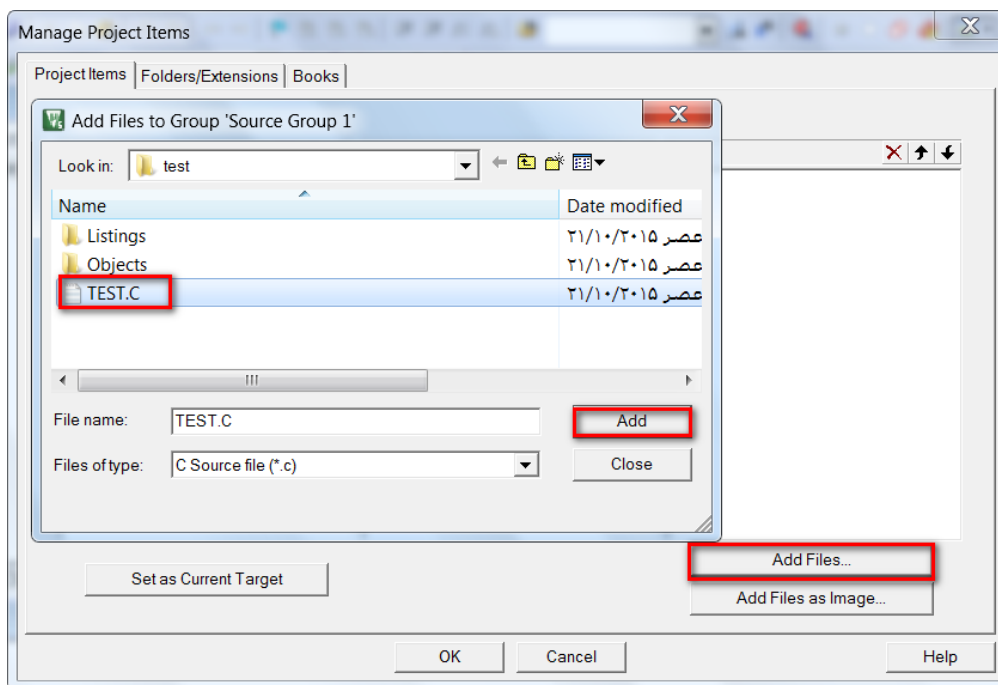 Manage Project Items
Project Items Folders/Extensions Books
Add Files to Group 'Source Group 1'
Look in: test
Name Date modified
Listings عصر ۲۱/۱۰/۲۰۱۵
Objects عصر ۲۱/۱۰/۲۰۱۵
TEST.C عصر ۲۱/۱۰/۲۰۱۵
File name: TEST.C Add
Files of type: C Source file (*.c) Close
Add Files...
Set as Current Target
Add Files as Image...
OK Cancel Help